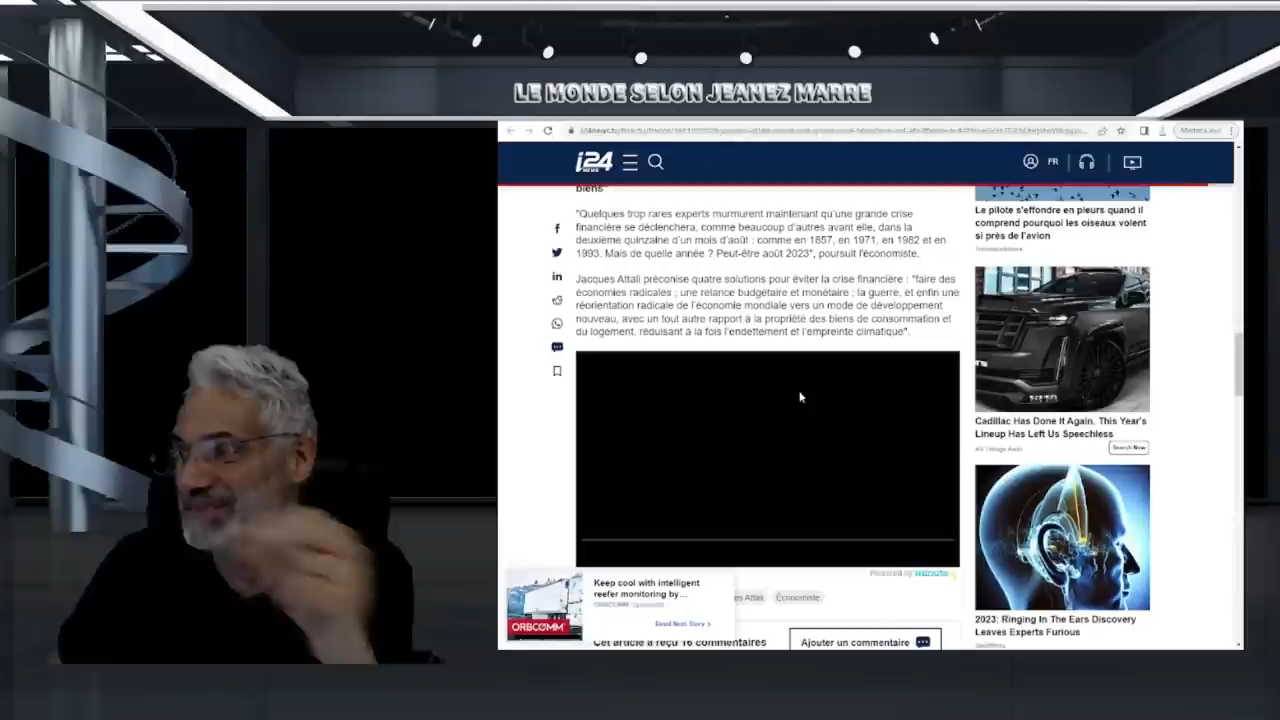 LE MONDE SELON JEANEZ MARRE
i24
NEWS
FR
biens"
"Quelques trop rares experts murmurent maintenant qu'une grande crise
financière se déclenchera, comme beaucoup d'autres avant elle, dans la
deuxième quinzaine d'un mois d'août : comme en 1857, en 1971, en 1982 et en
1993. Mais de quelle année ? Peut-être août 2023", poursuit l'économiste.
Jacques Attali préconise quatre solutions pour éviter la crise financière : "faire des
économies radicales ; une relance budgétaire et monétaire ; la guerre, et enfin une
réorientation radicale de l'économie mondiale vers un mode de développement
nouveau, avec un tout autre rapport à la propriété des biens de consommation et
du logement, réduisant à la fois l'endettement et l'empreinte climatique".
Powered by
es Attali
Économiste
Cet article a reçu 16 commentaires
Ajouter un commentaire
Keep cool with intelligent
reefer monitoring by…
ORBCOMM
Read Next Story >
ORBCOMM
Le pilote s'effondre en pleurs quand il
comprend pourquoi les oiseaux volent
si près de l'avion
Cadillac Has Done It Again, This Year's
Lineup Has Left Us Speechless
Search Now
2023: Ringing In The Ears Discovery
Leaves Experts Furious